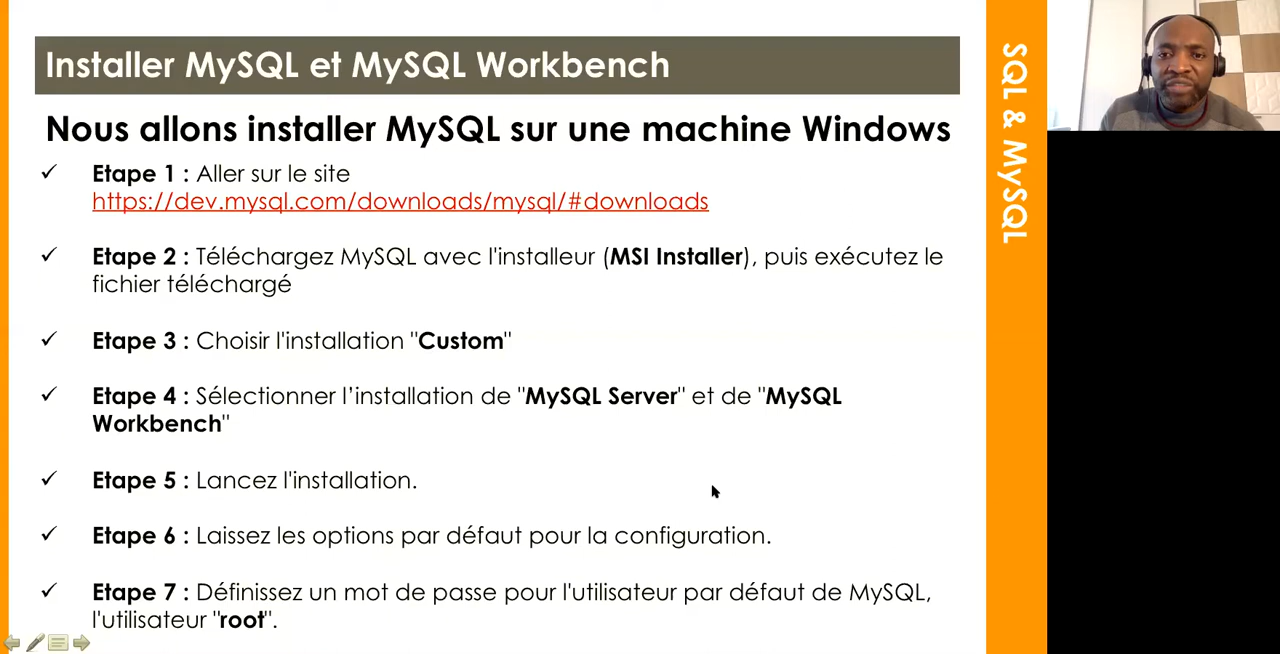 Installer MySQL et MySQL Workbench
Nous allons installer MySQL sur une machine Windows
✓ Etape 1 : Aller sur le site
https://dev.mysql.com/downloads/mysql/#downloads
✓ Etape 2 : Téléchargez MySQL avec l'installeur (MSI Installer), puis exécutez le
fichier téléchargé
✓ Etape 3 : Choisir l'installation "Custom"
✓ Etape 4 : Sélectionner l’installation de "MySQL Server" et de "MySQL
Workbench"
✓ Etape 5 : Lancez l'installation.
✓ Etape 6 : Laissez les options par défaut pour la configuration.
✓ Etape 7 : Définissez un mot de passe pour l'utilisateur par défaut de MySQL,
l'utilisateur "root".
SQL & MySQL